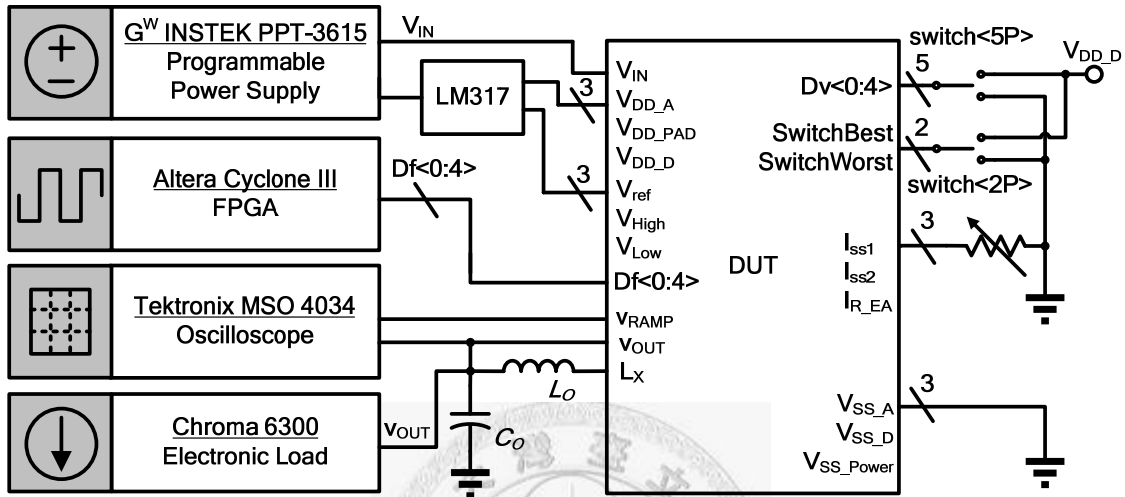 G^W INSTEK PPT-3615
Programmable
Power Supply
V_IN
LM317
3
3
Altera Cyclone III
FPGA
Df<0:4>
Tektronix MSO 4034
Oscilloscope
Chroma 6300
Electronic Load
v_OUT
L_O
C_O
V_IN
V_DD_A
V_DD_PAD
V_DD_D
V_ref
V_High
V_Low
Df<0:4>
v_RAMP
v_OUT
L_X
DUT
Dv<0:4>
SwitchBest
SwitchWorst
I_ss1
I_ss2
I_R_EA
V_SS_A
V_SS_D
V_SS_Power
switch<5P>
5
V_DD_D
2
switch<2P>
3
3